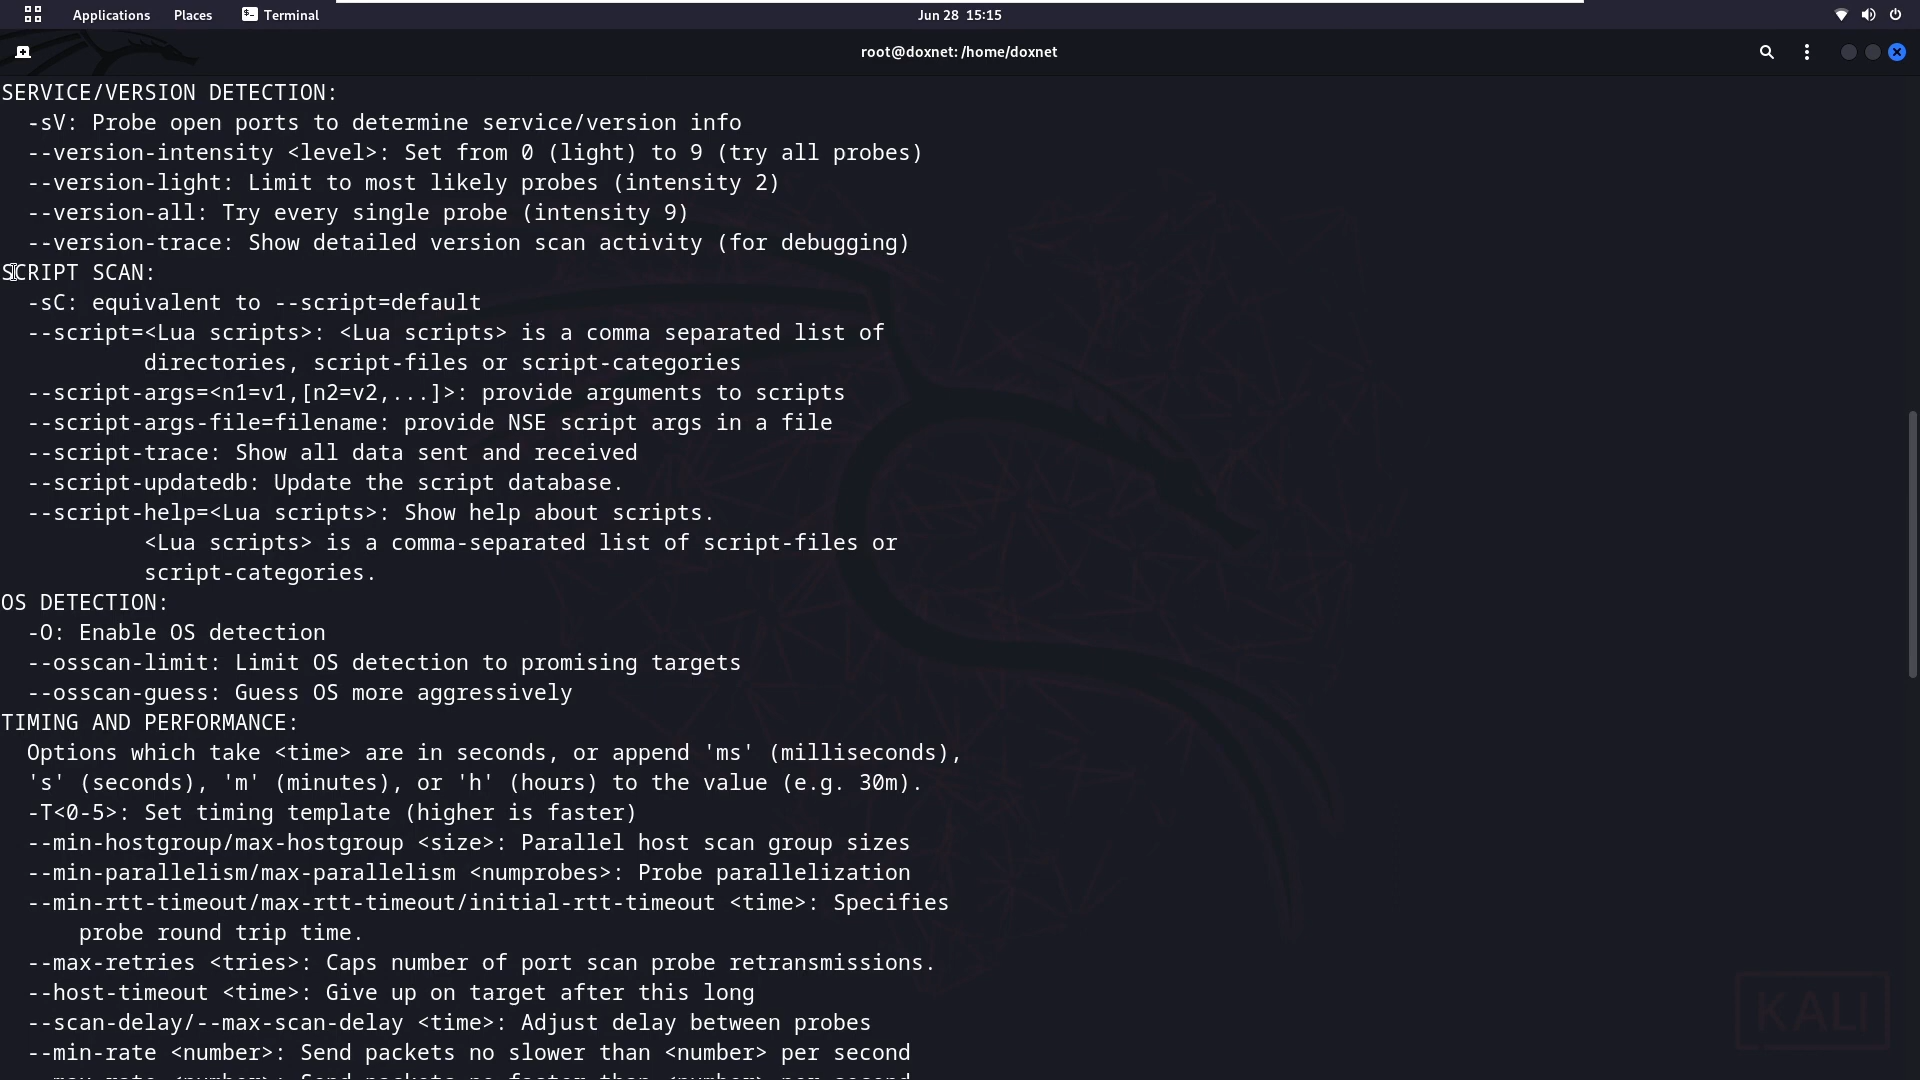 Applications Places Terminal Jun 28 15:15
root@doxnet: /home/doxnet
SERVICE/VERSION DETECTION:
  -sV: Probe open ports to determine service/version info
  --version-intensity <level>: Set from 0 (light) to 9 (try all probes)
  --version-light: Limit to most likely probes (intensity 2)
  --version-all: Try every single probe (intensity 9)
  --version-trace: Show detailed version scan activity (for debugging)
SCRIPT SCAN:
  -sC: equivalent to --script=default
  --script=<Lua scripts>: <Lua scripts> is a comma separated list of
           directories, script-files or script-categories
  --script-args=<n1=v1,[n2=v2,...]>: provide arguments to scripts
  --script-args-file=filename: provide NSE script args in a file
  --script-trace: Show all data sent and received
  --script-updatedb: Update the script database.
  --script-help=<Lua scripts>: Show help about scripts.
           <Lua scripts> is a comma-separated list of script-files or
           script-categories.
OS DETECTION:
  -O: Enable OS detection
  --osscan-limit: Limit OS detection to promising targets
  --osscan-guess: Guess OS more aggressively
TIMING AND PERFORMANCE:
  Options which take <time> are in seconds, or append 'ms' (milliseconds),
  's' (seconds), 'm' (minutes), or 'h' (hours) to the value (e.g. 30m).
  -T<0-5>: Set timing template (higher is faster)
  --min-hostgroup/max-hostgroup <size>: Parallel host scan group sizes
  --min-parallelism/max-parallelism <numprobes>: Probe parallelization
  --min-rtt-timeout/max-rtt-timeout/initial-rtt-timeout <time>: Specifies
      probe round trip time.
  --max-retries <tries>: Caps number of port scan probe retransmissions.
  --host-timeout <time>: Give up on target after this long
  --scan-delay/--max-scan-delay <time>: Adjust delay between probes
  --min-rate <number>: Send packets no slower than <number> per second
KALI